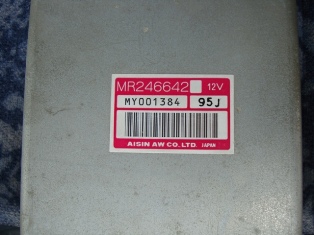 MR246642 12V
MY001384 95J
AISIN AW CO.,LTD. JAPAN